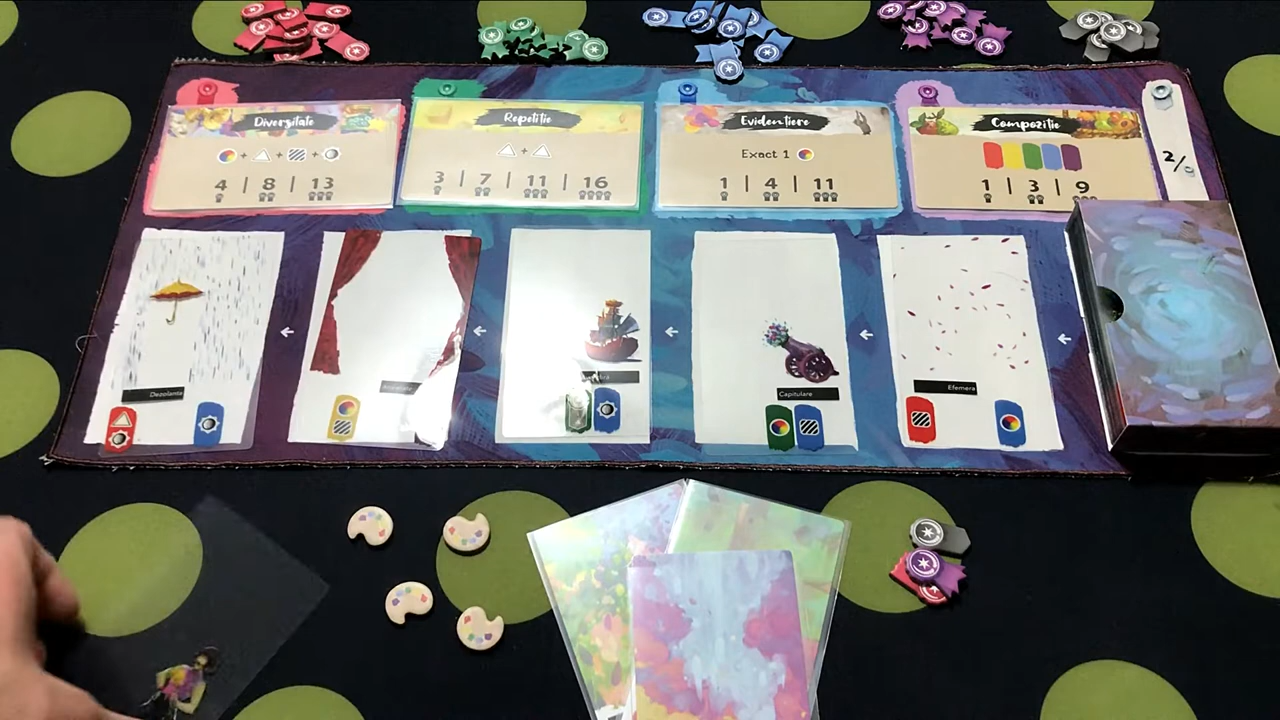 Diversitate
+ + +
4 | 8 | 13
Repetiție
+
3 | 7 | 11 | 16
Evidențiere
Exact 1
1 | 4 | 11
Compoziție
1 | 3 | 9
2/
Dezolanta
Capitulare
Efemera